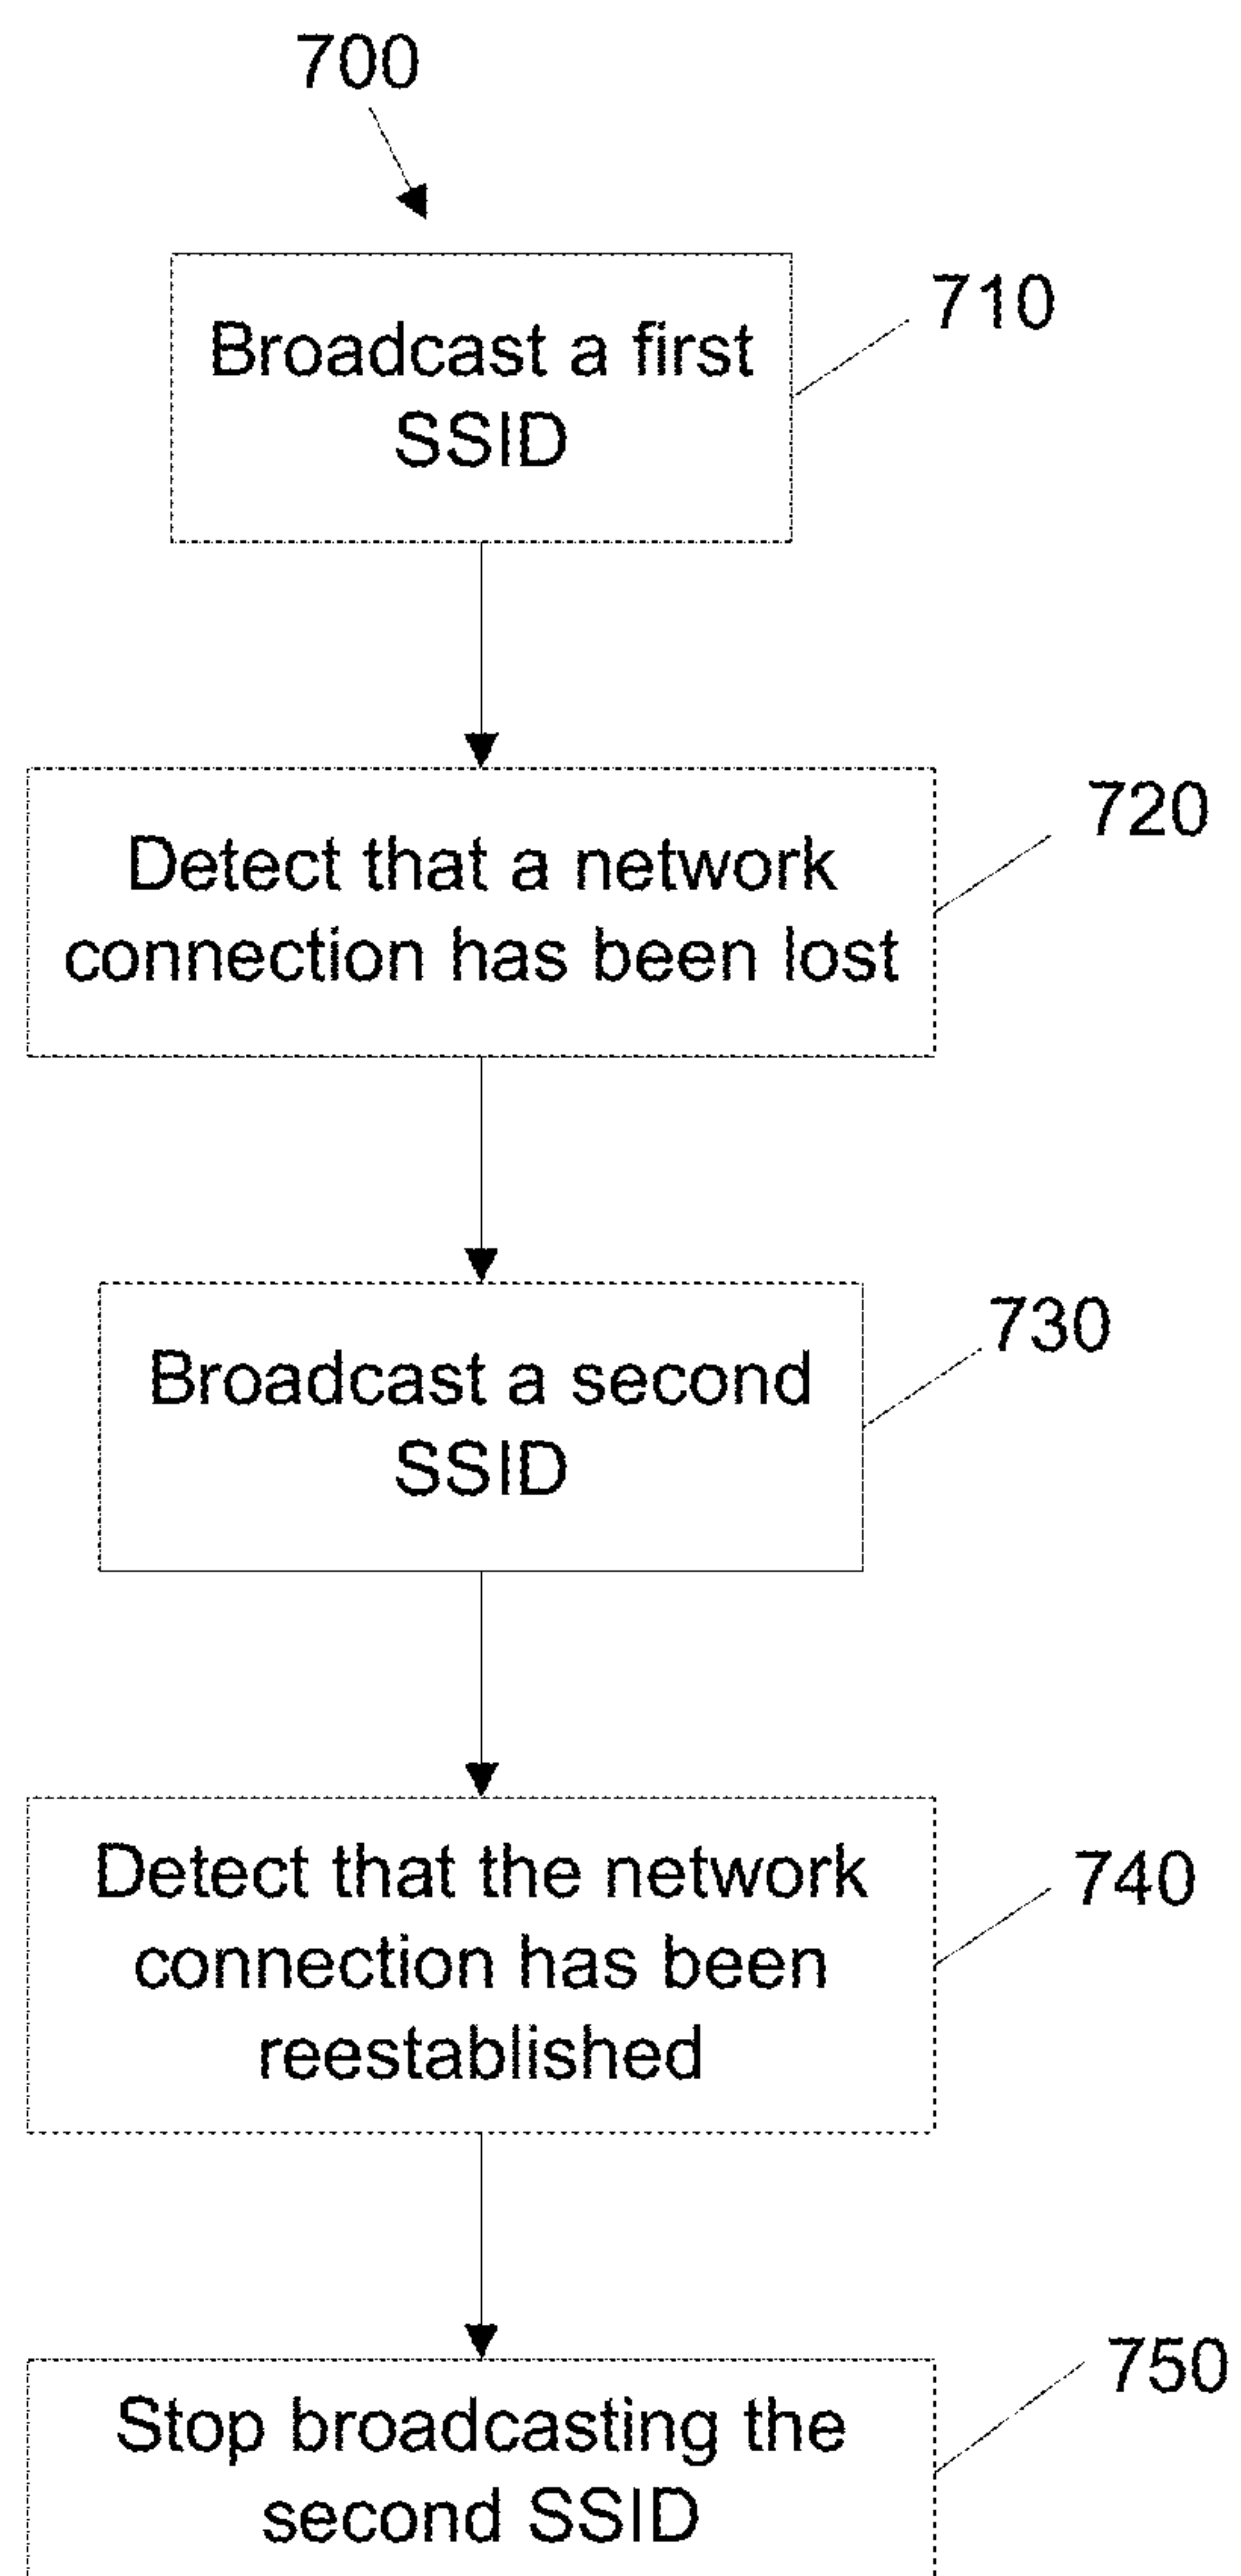 700
710
Broadcast a first
SSID
720
Detect that a network
connection has been lost
730
Broadcast a second
SSID
740
Detect that the network
connection has been
reestablished
750
Stop broadcasting the
second SSID